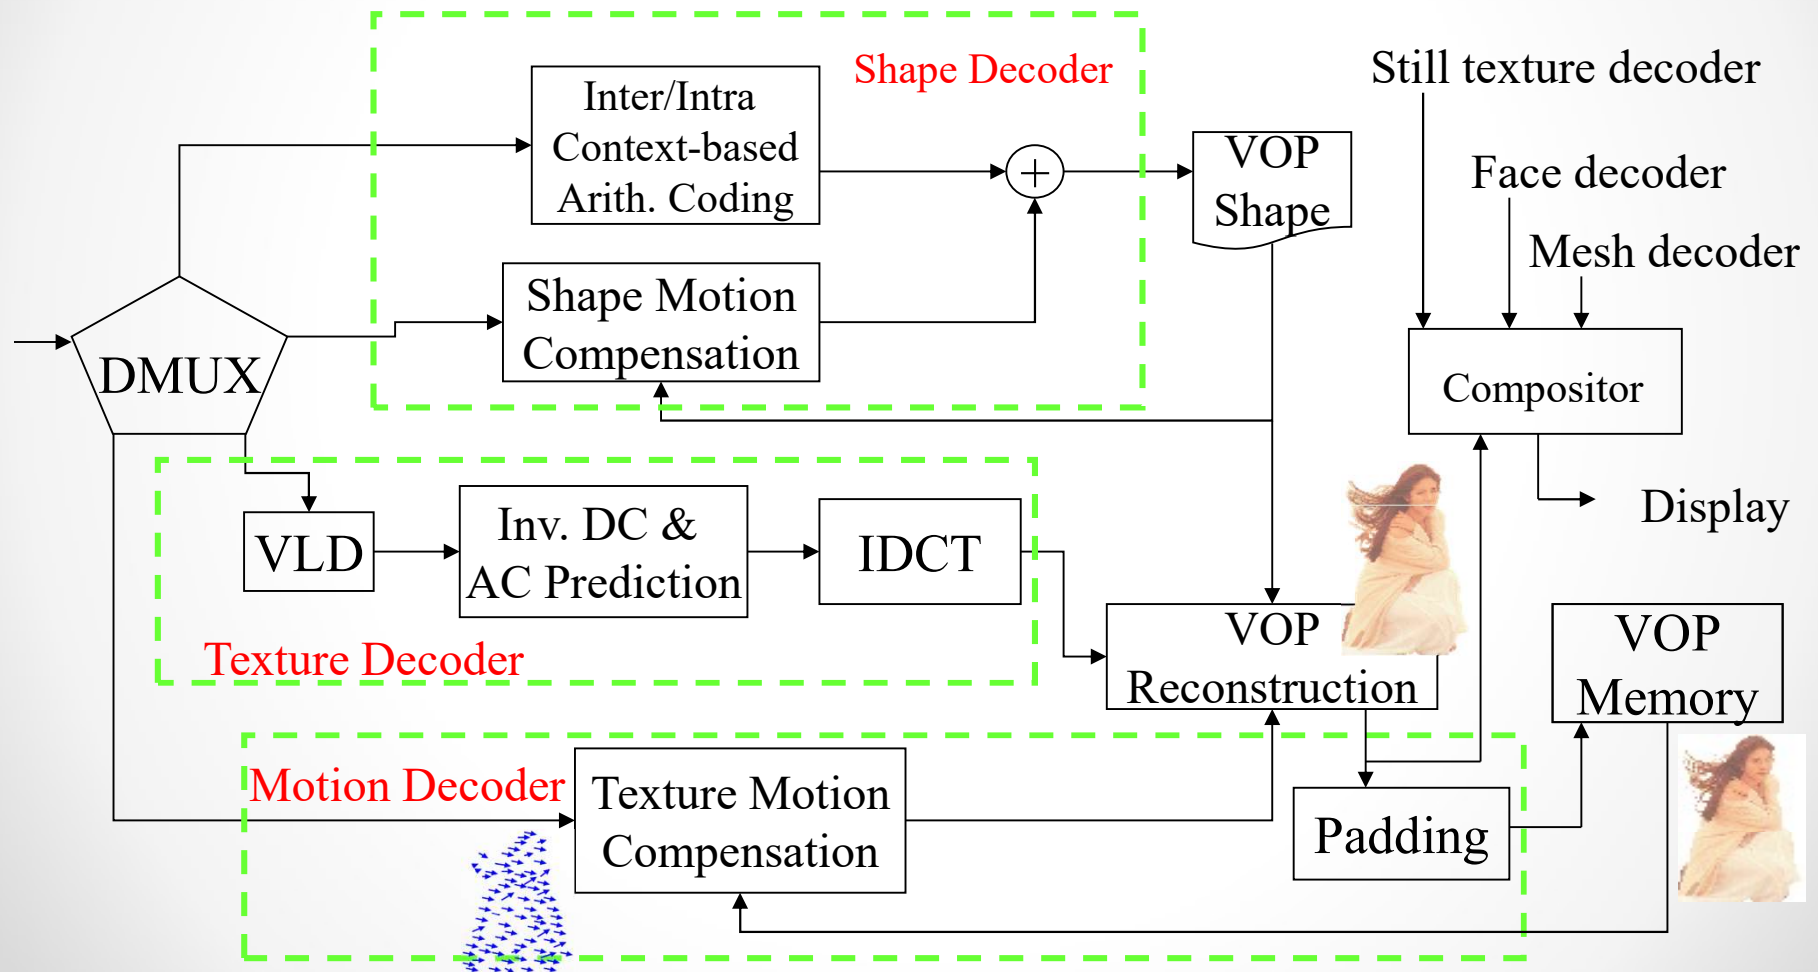 Shape Decoder
Inter/Intra
Context-based
Arith. Coding
+
VOP
Shape
Still texture decoder
Face decoder
Mesh decoder
Shape Motion
Compensation
DMUX
Compositor
Display
VLD
Inv. DC &
AC Prediction
IDCT
Texture Decoder
VOP
Reconstruction
VOP
Memory
Motion Decoder
Texture Motion
Compensation
Padding